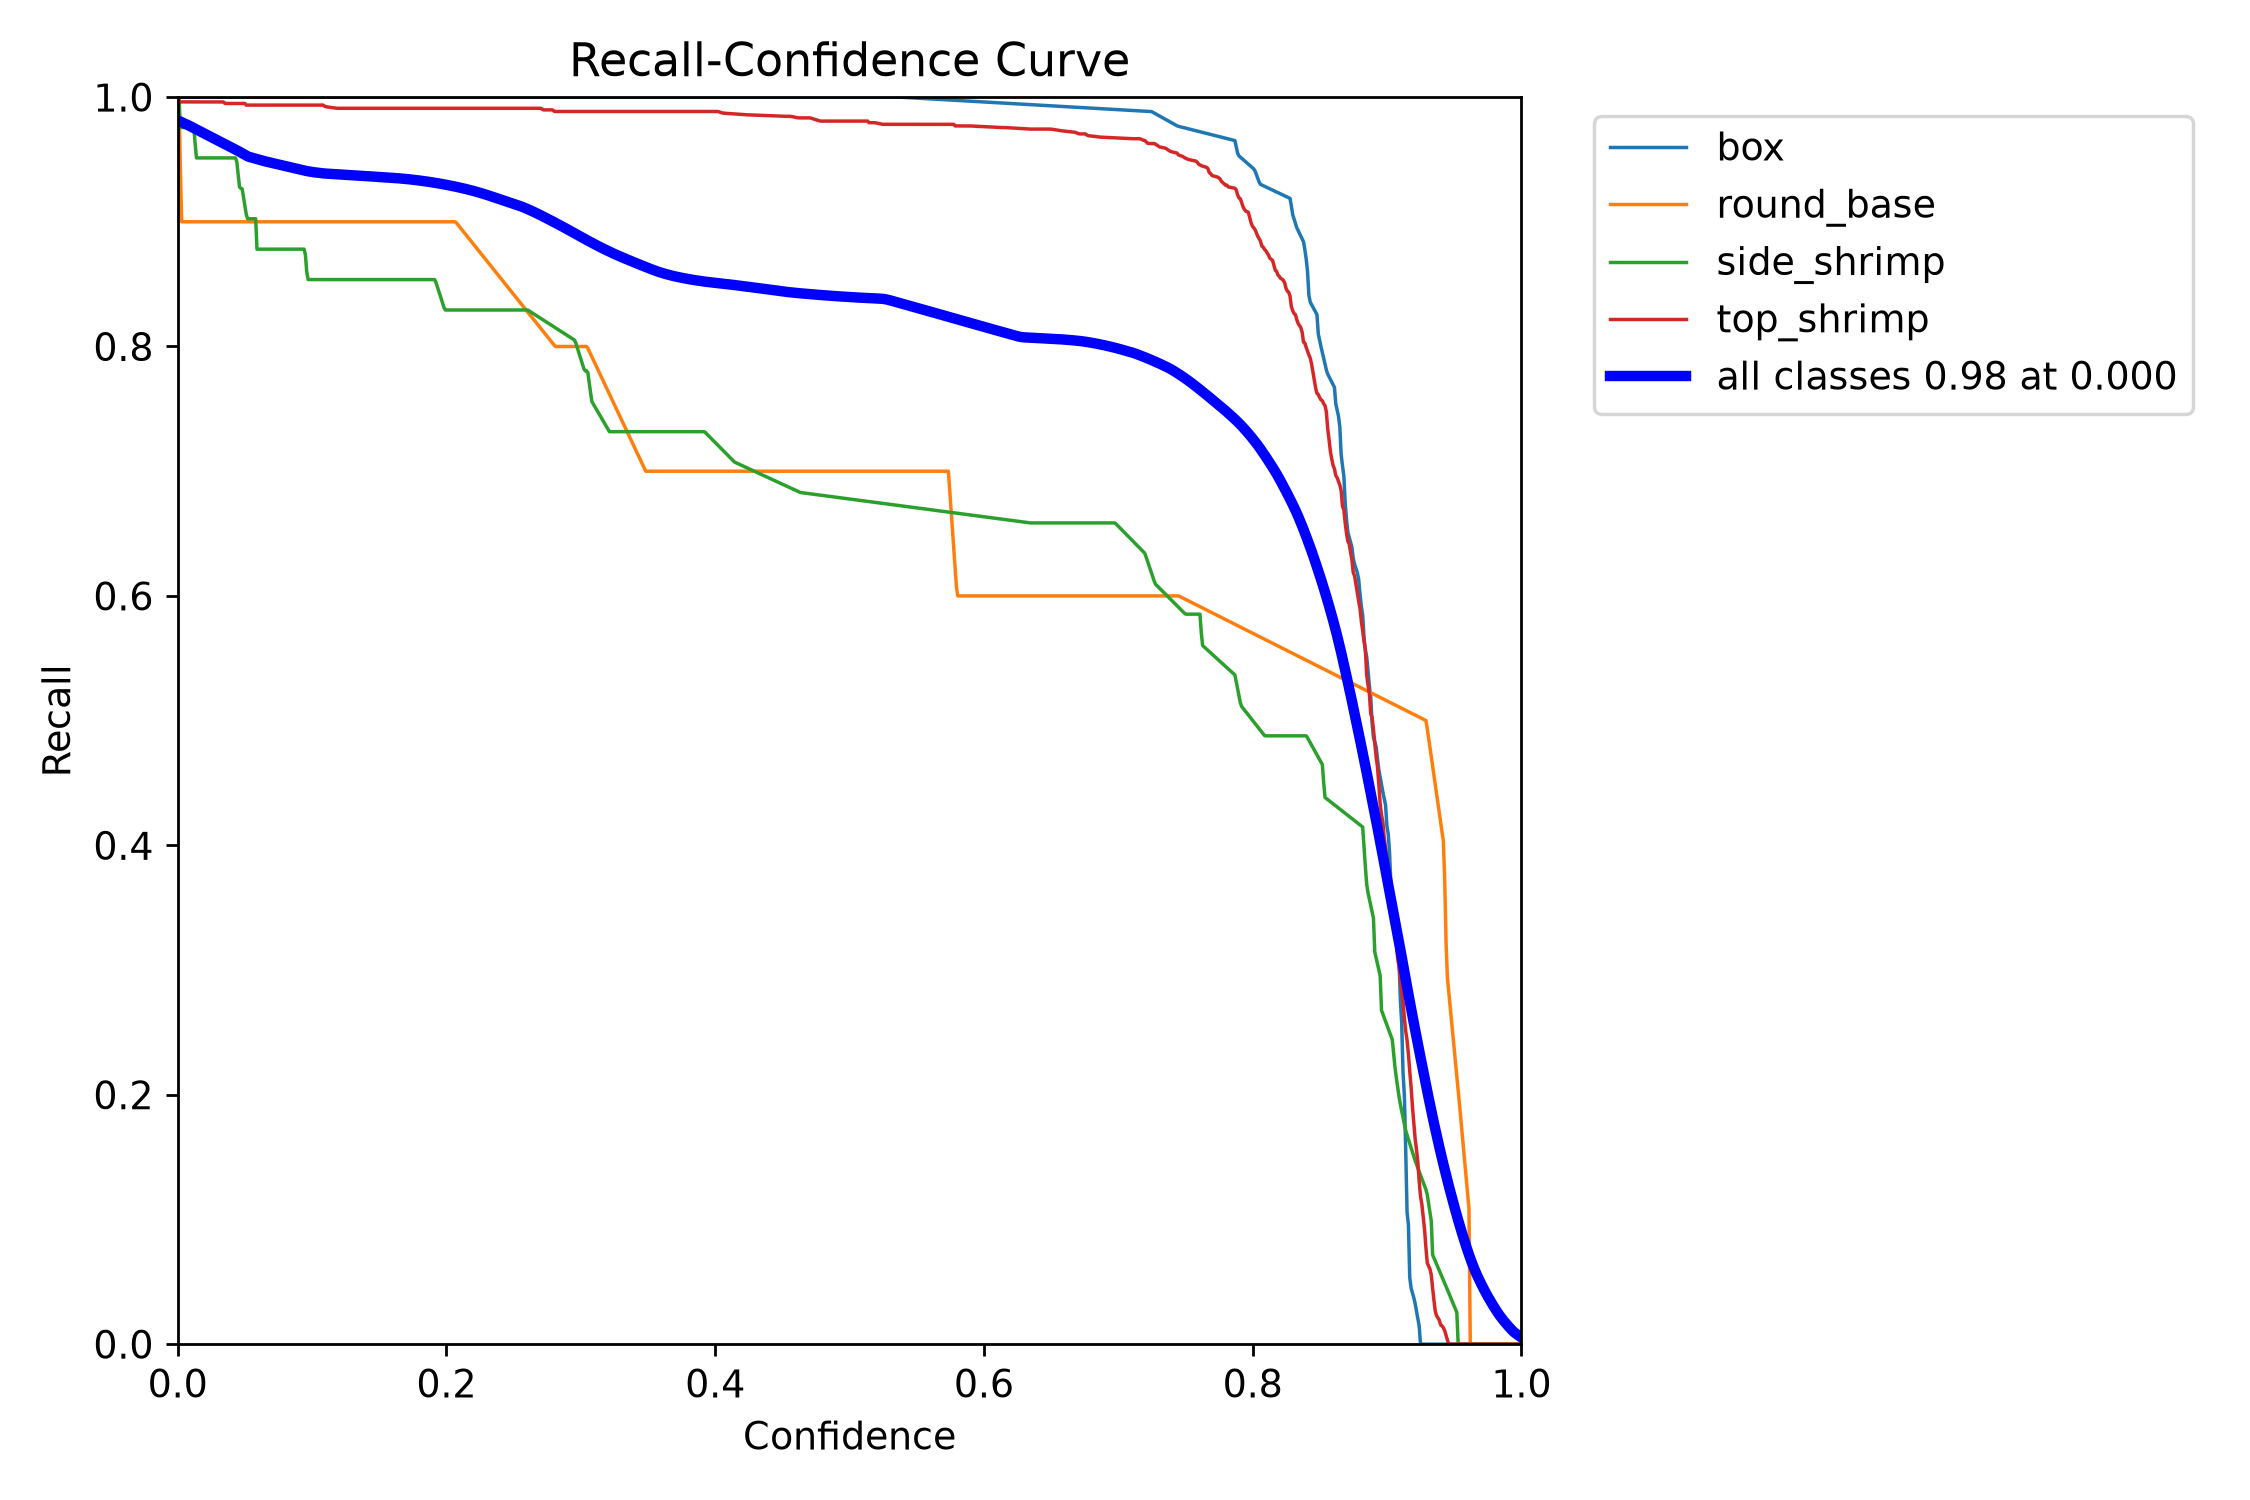 Recall-Confidence Curve
1.0
0.8
0.6
0.4
0.2
0.0
Recall
0.0 0.2 0.4 0.6 0.8 1.0
Confidence
box
round_base
side_shrimp
top_shrimp
all classes 0.98 at 0.000